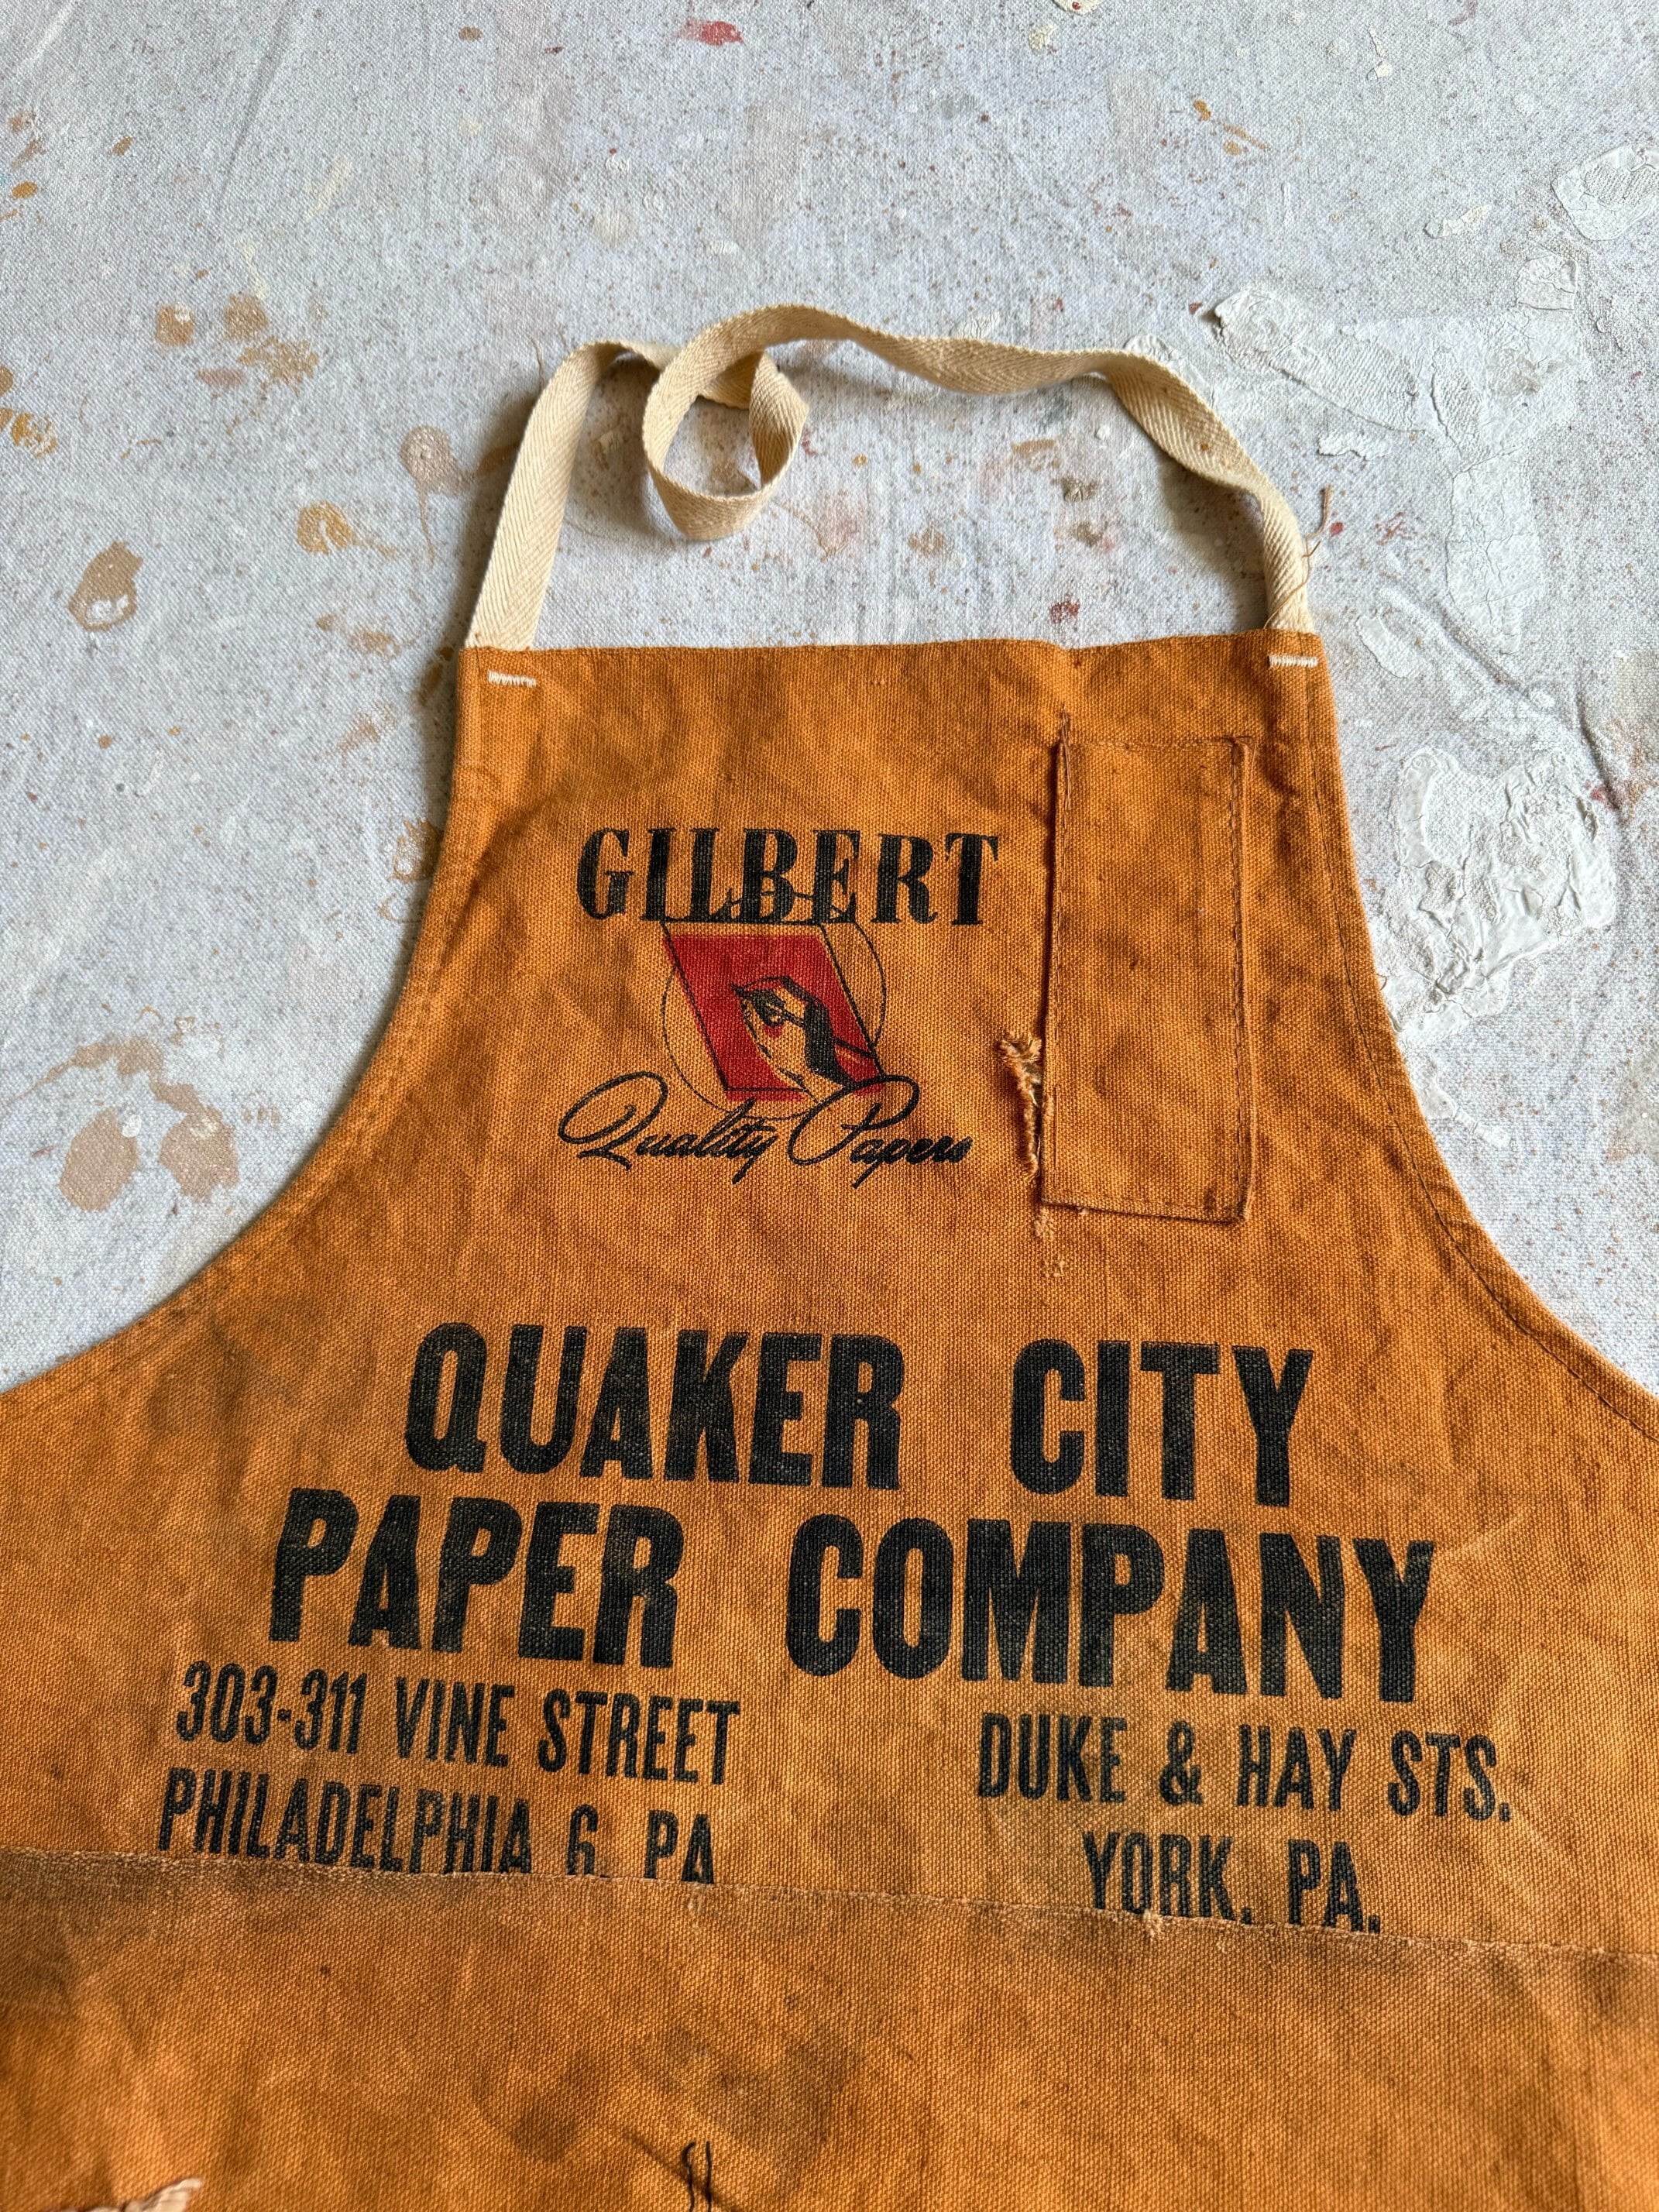 GILBERT
Quality Papers
QUAKER CITY
PAPER COMPANY
303-311 VINE STREET
PHILADELPHIA 6, PA
DUKE & HAY STS.
YORK, PA.